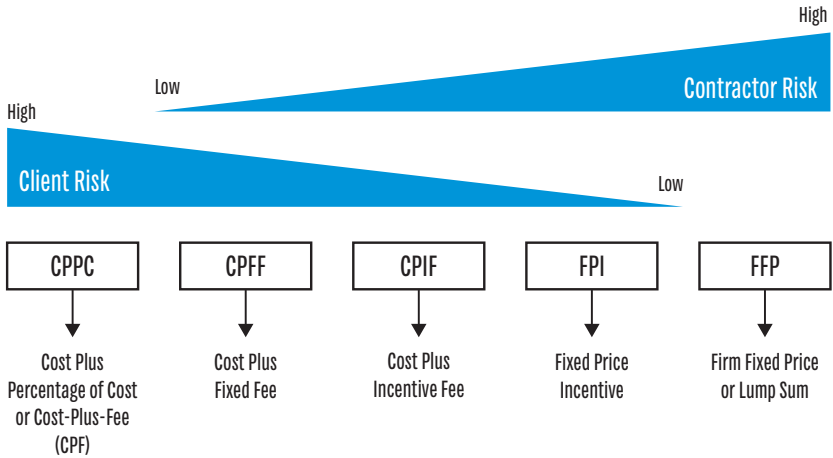 High
Low
Contractor Risk
High
Client Risk
Low
CPPC
CPFF
CPIF
FPI
FFP
Cost Plus
Percentage of Cost
or Cost-Plus-Fee
(CPF)
Cost Plus
Fixed Fee
Cost Plus
Incentive Fee
Fixed Price
Incentive
Firm Fixed Price
or Lump Sum